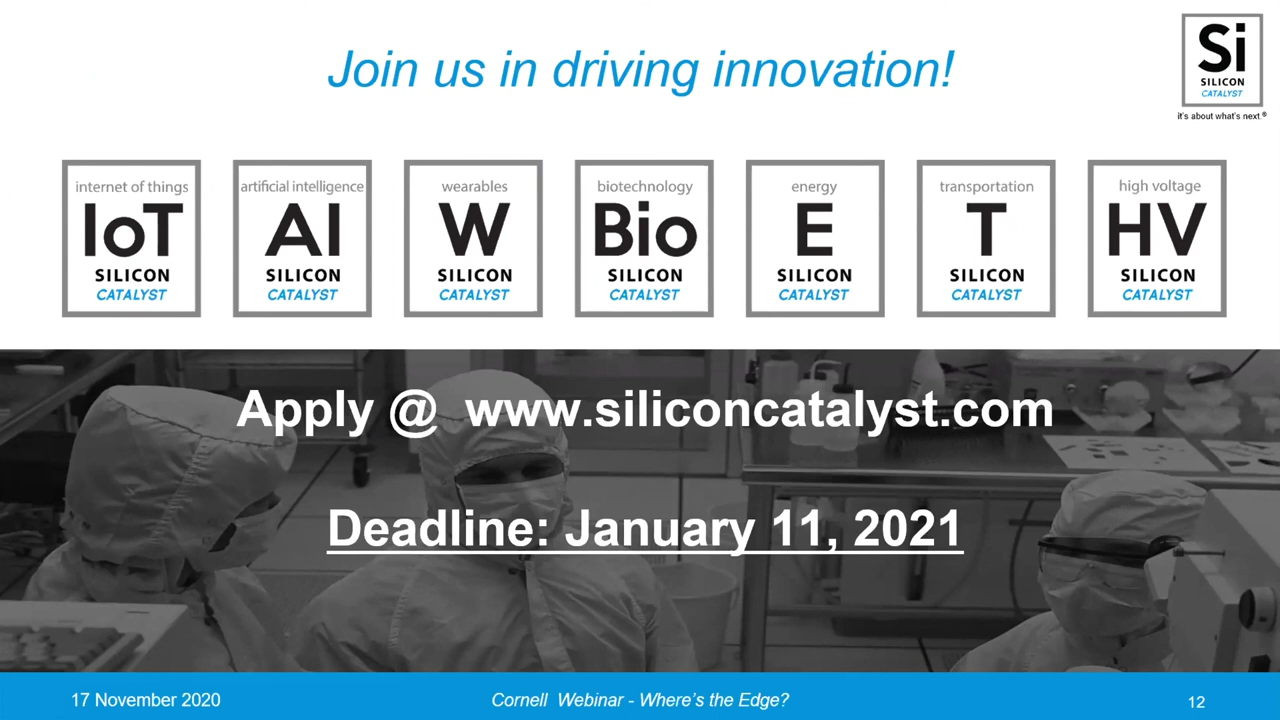 Join us in driving innovation!
Si
SILICON
CATALYST
it's about what's next.®
internet of things
IoT
SILICON
CATALYST
artificial intelligence
AI
SILICON
CATALYST
wearables
W
SILICON
CATALYST
biotechnology
Bio
SILICON
CATALYST
energy
E
SILICON
CATALYST
transportation
T
SILICON
CATALYST
high voltage
HV
SILICON
CATALYST
Apply @ www.siliconcatalyst.com
Deadline: January 11, 2021
17 November 2020
Cornell Webinar - Where's the Edge?
12